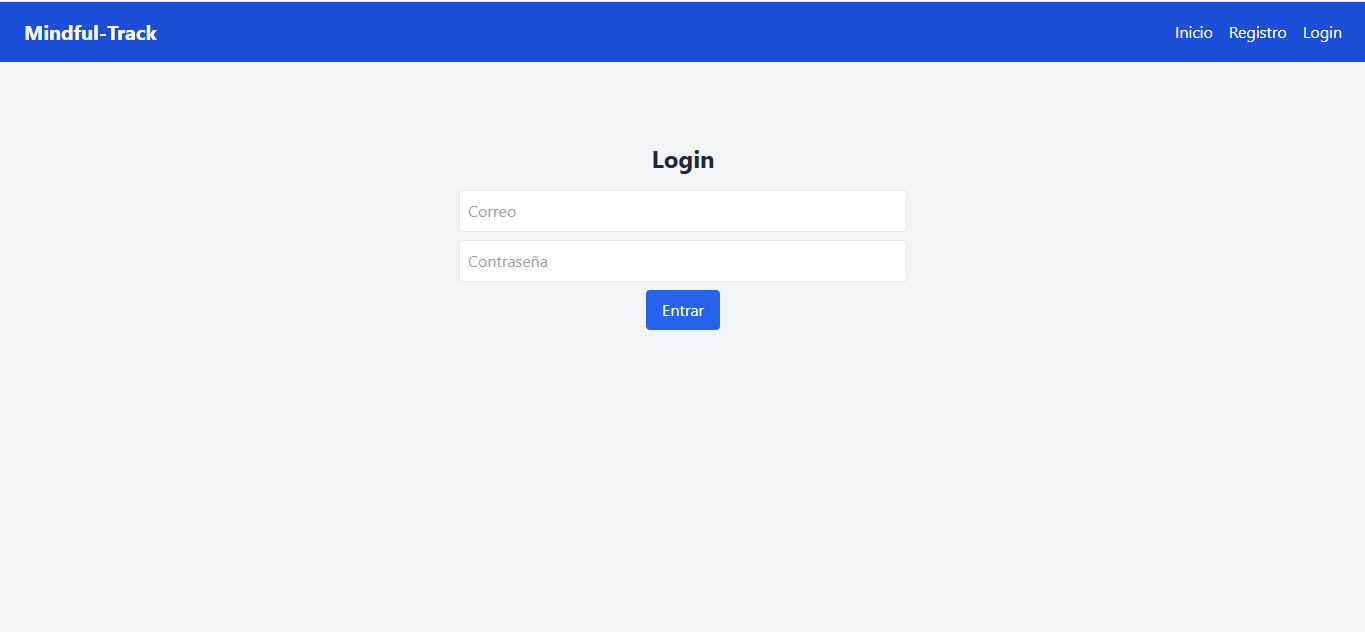 Mindful-Track
Inicio Registro Login
Login
Correo
Contraseña
Entrar